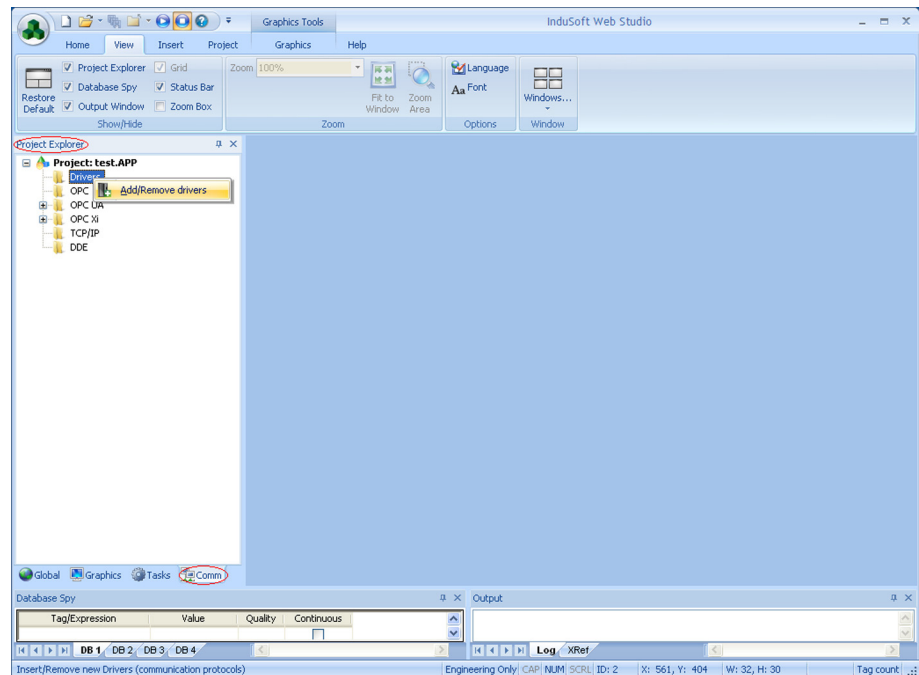 Graphics Tools InduSoft Web Studio
Home View Insert Project Graphics Help
Project Explorer Grid Zoom 100% Language
Database Spy Status Bar Font
Restore Default Output Window Zoom Box Fit to Window Zoom Area Windows...
Show/Hide Zoom Options Window
Project Explorer
Project: test.APP
Drivers
OPC Add/Remove drivers
OPC UA
OPC Xi
TCP/IP
DDE
Global Graphics Tasks Comm
Database Spy Output
Tag/Expression Value Quality Continuous
DB 1 DB 2 DB 3 DB 4 Log XRef
Insert/Remove new Drivers (communication protocols) Engineering Only CAP NUM SCRL ID: 2 X: 561, Y: 404 W: 32, H: 30 Tag count